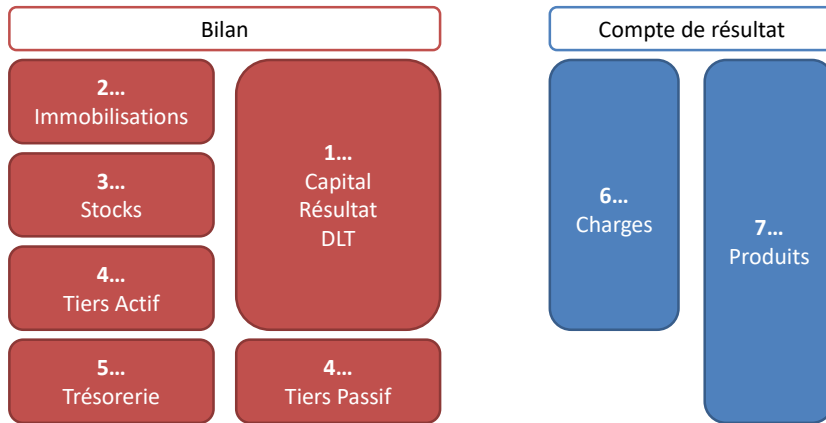 Bilan
2...
Immobilisations
3...
Stocks
4...
Tiers Actif
5...
Trésorerie
1...
Capital
Résultat
DLT
4...
Tiers Passif
Compte de résultat
6...
Charges
7...
Produits